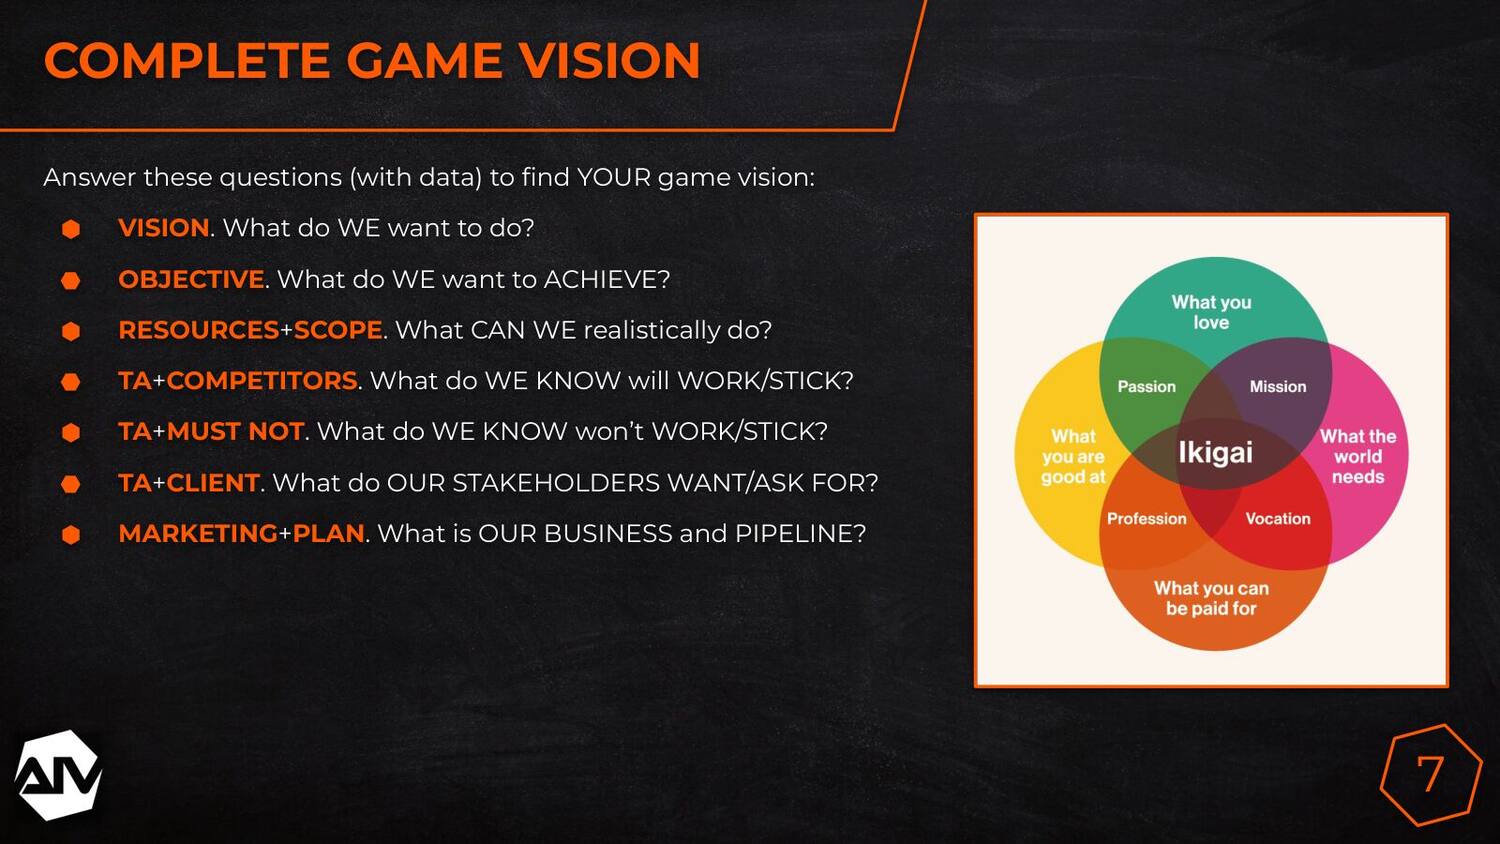 COMPLETE GAME VISION
Answer these questions (with data) to find YOUR game vision:
VISION. What do WE want to do?
OBJECTIVE. What do WE want to ACHIEVE?
RESOURCES+SCOPE. What CAN WE realistically do?
TA+COMPETITORS. What do WE KNOW will WORK/STICK?
TA+MUST NOT. What do WE KNOW won’t WORK/STICK?
TA+CLIENT. What do OUR STAKEHOLDERS WANT/ASK FOR?
MARKETING+PLAN. What is OUR BUSINESS and PIPELINE?
What you
love
Passion
Mission
What
you are
good at
Ikigai
What the
world
needs
Profession
Vocation
What you can
be paid for
AIV
7